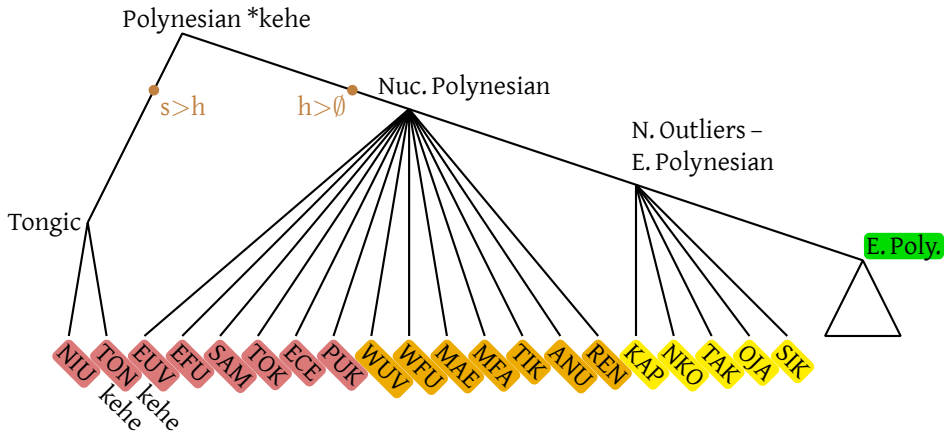 Polynesian *kehe
s>h
h>∅
Nuc. Polynesian
N. Outliers –
E. Polynesian
Tongic
E. Poly.
NIU
TON
EUV
EFU
SAM
TOK
ECE
PUK
WUV
WFU
MAE
MFA
TIK
ANU
REN
KAP
NKO
TAK
OJA
SIK
kehe
kehe